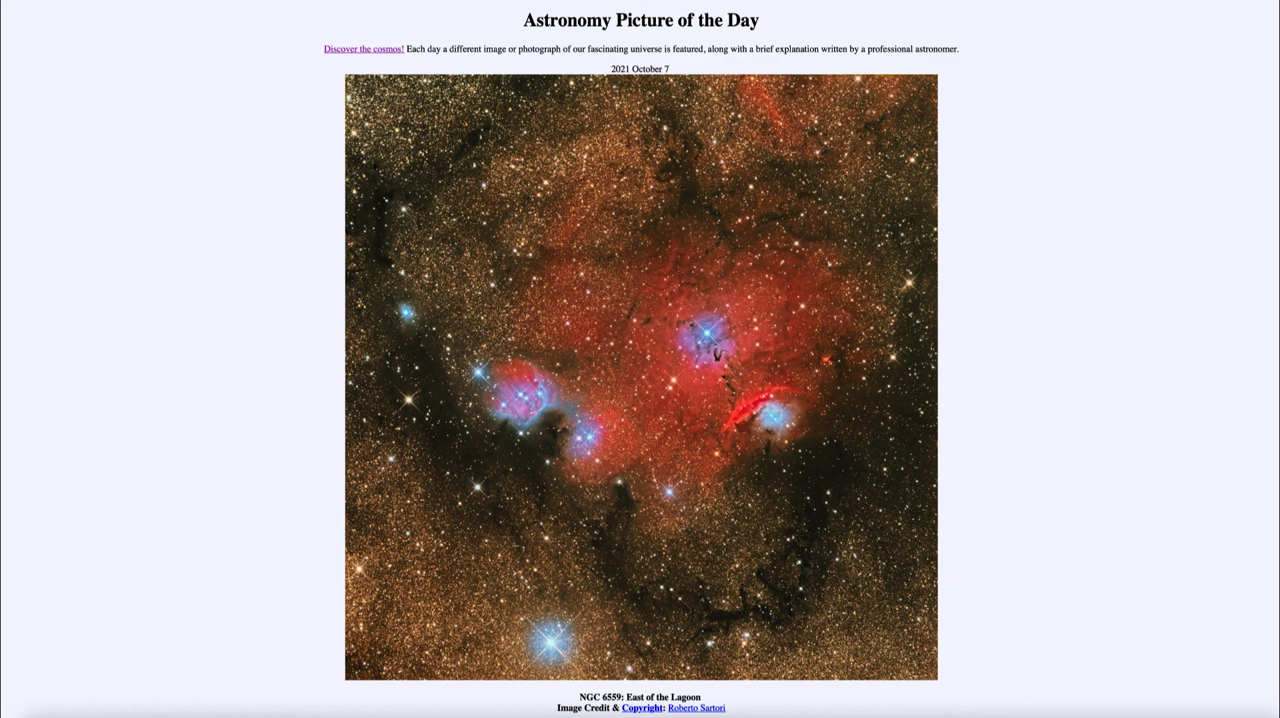 Astronomy Picture of the Day
Discover the cosmos! Each day a different image or photograph of our fascinating universe is featured, along with a brief explanation written by a professional astronomer.
2021 October 7
NGC 6559: East of the Lagoon
Image Credit & Copyright: Roberto Sartori